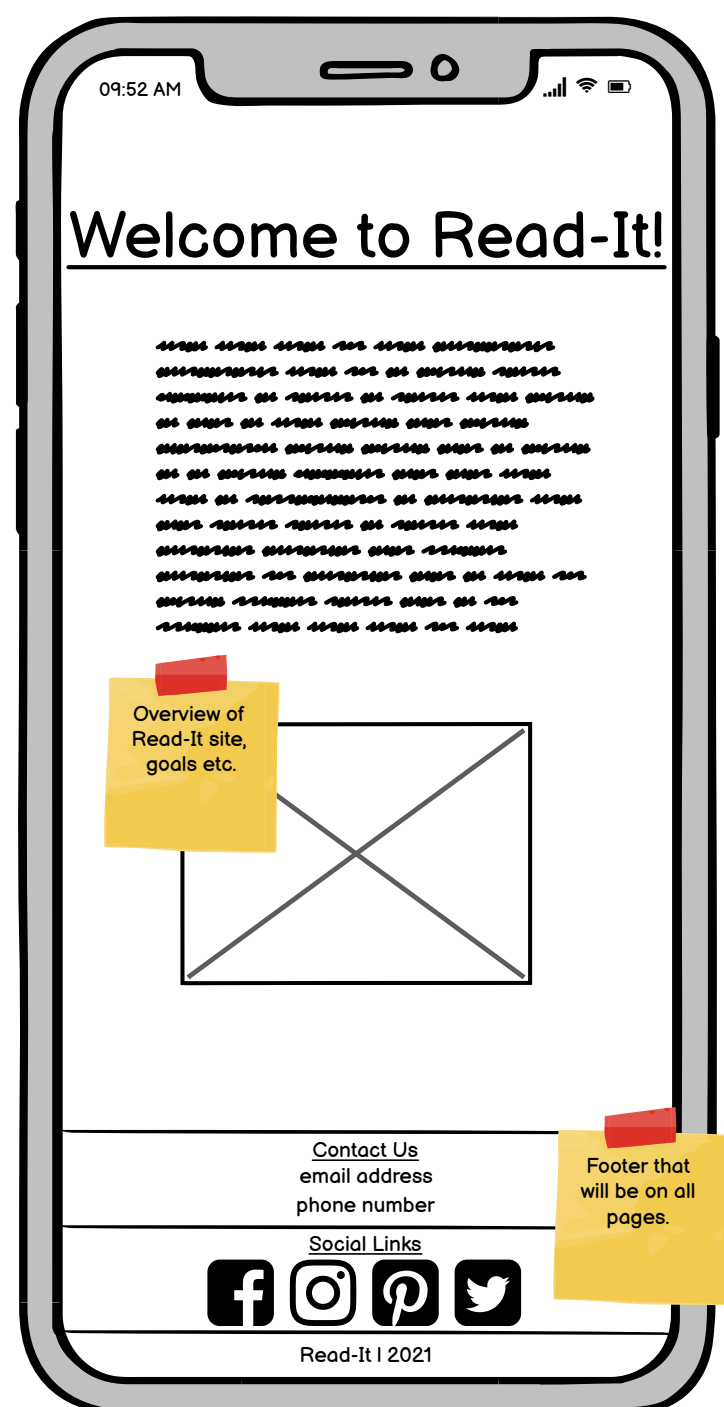 09:52 AM
Welcome to Read-It!
Overview of
Read-It site,
goals etc.
Contact Us
email address
phone number
Footer that
will be on all
pages.
Social Links
Read-It | 2021